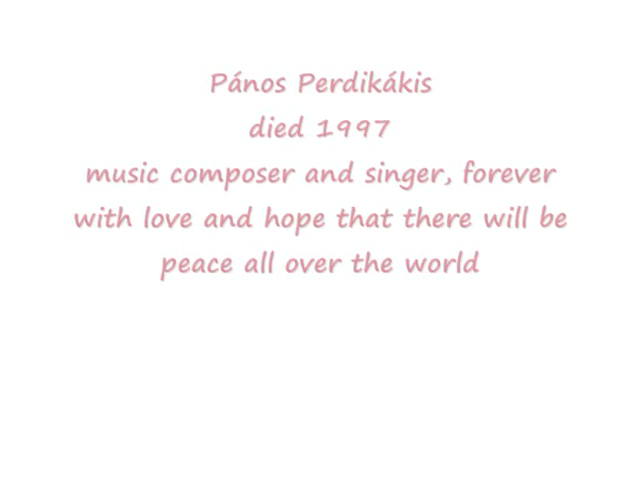 Pános Perdikákis
died 1997
music composer and singer, forever
with love and hope that there will be
peace all over the world